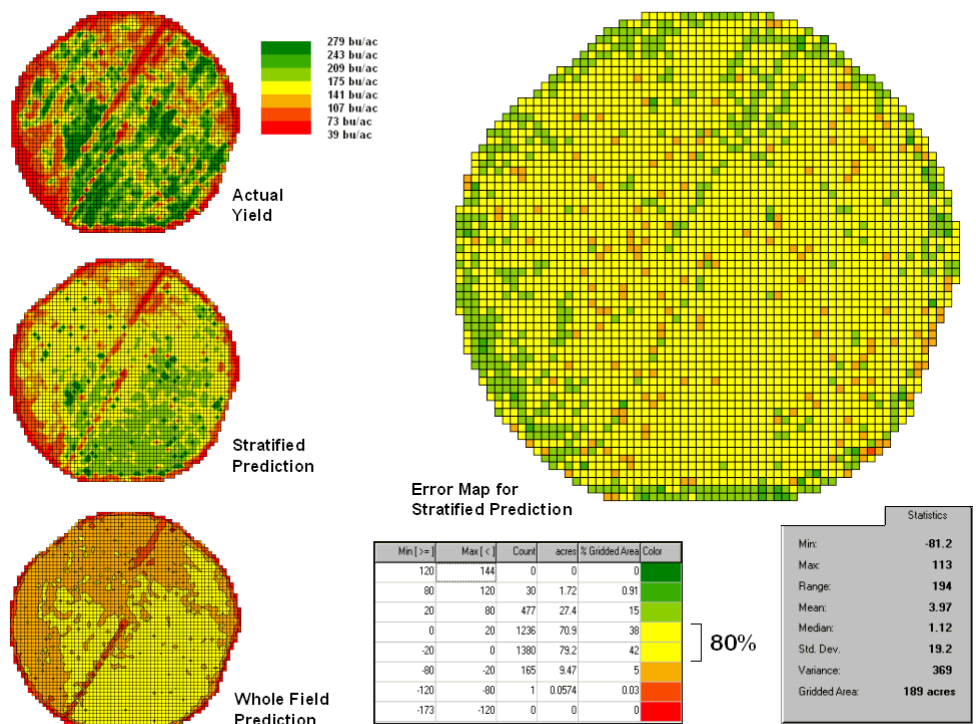 279 bu/ac
243 bu/ac
209 bu/ac
175 bu/ac
141 bu/ac
107 bu/ac
73 bu/ac
39 bu/ac
Actual
Yield
Stratified
Prediction
Whole Field
Prediction
Error Map for
Stratified Prediction
Min [ >= ] Max [ < ] Count acres % Gridded Area Color
120 144 0 0 0
80 120 30 1.72 0.91
20 80 477 27.4 15
0 20 1236 70.9 38
-20 0 1380 79.2 42
-80 -20 165 9.47 5
-120 -80 1 0.0574 0.03
-173 -120 0 0 0
80%
Statistics
Min: -81.2
Max: 113
Range: 194
Mean: 3.97
Median: 1.12
Std. Dev. 19.2
Variance: 369
Gridded Area: 189 acres